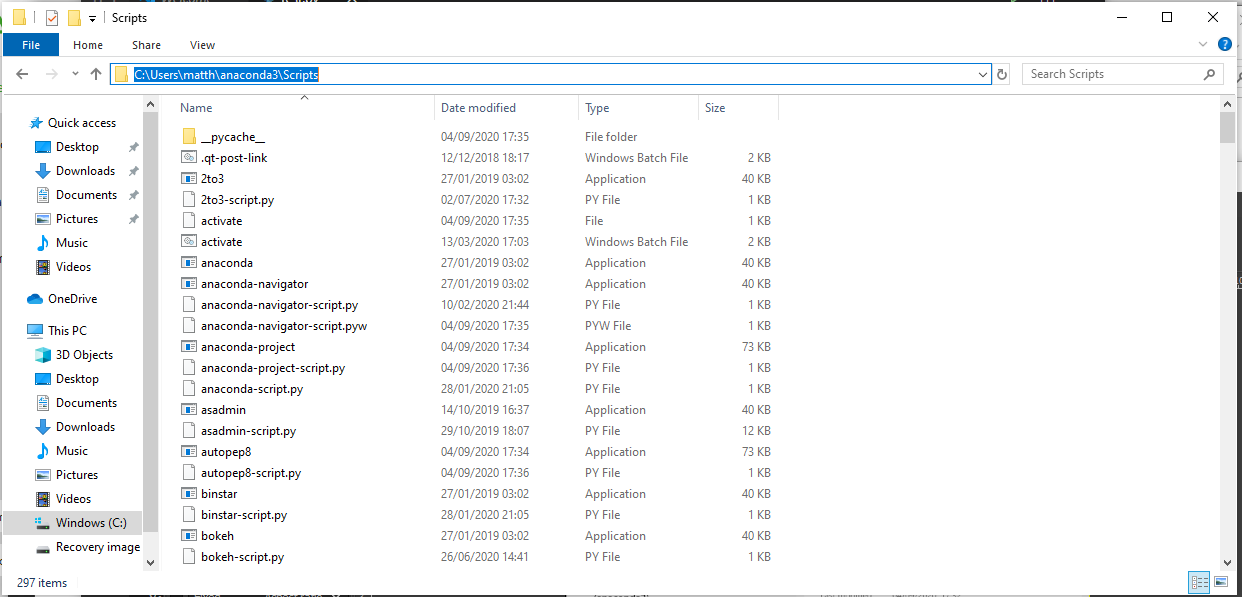 Scripts
File Home Share View
C:\Users\matth\anaconda3\Scripts
Search Scripts
Name Date modified Type Size
Quick access
Desktop
Downloads
Documents
Pictures
Music
Videos
OneDrive
This PC
3D Objects
Desktop
Documents
Downloads
Music
Pictures
Videos
Windows (C:)
Recovery image
__pycache__ 04/09/2020 17:35 File folder
.qt-post-link 12/12/2018 18:17 Windows Batch File 2 KB
2to3 27/01/2019 03:02 Application 40 KB
2to3-script.py 02/07/2020 17:32 PY File 1 KB
activate 04/09/2020 17:35 File 1 KB
activate 13/03/2020 17:03 Windows Batch File 2 KB
anaconda 27/01/2019 03:02 Application 40 KB
anaconda-navigator 27/01/2019 03:02 Application 40 KB
anaconda-navigator-script.py 10/02/2020 21:44 PY File 1 KB
anaconda-navigator-script.pyw 04/09/2020 17:35 PYW File 1 KB
anaconda-project 04/09/2020 17:34 Application 73 KB
anaconda-project-script.py 04/09/2020 17:36 PY File 1 KB
anaconda-script.py 28/01/2020 21:05 PY File 1 KB
asadmin 14/10/2019 16:37 Application 40 KB
asadmin-script.py 29/10/2019 18:07 PY File 12 KB
autopep8 04/09/2020 17:34 Application 73 KB
autopep8-script.py 04/09/2020 17:36 PY File 1 KB
binstar 27/01/2019 03:02 Application 40 KB
binstar-script.py 28/01/2020 21:05 PY File 1 KB
bokeh 27/01/2019 03:02 Application 40 KB
bokeh-script.py 26/06/2020 14:41 PY File 1 KB
297 items